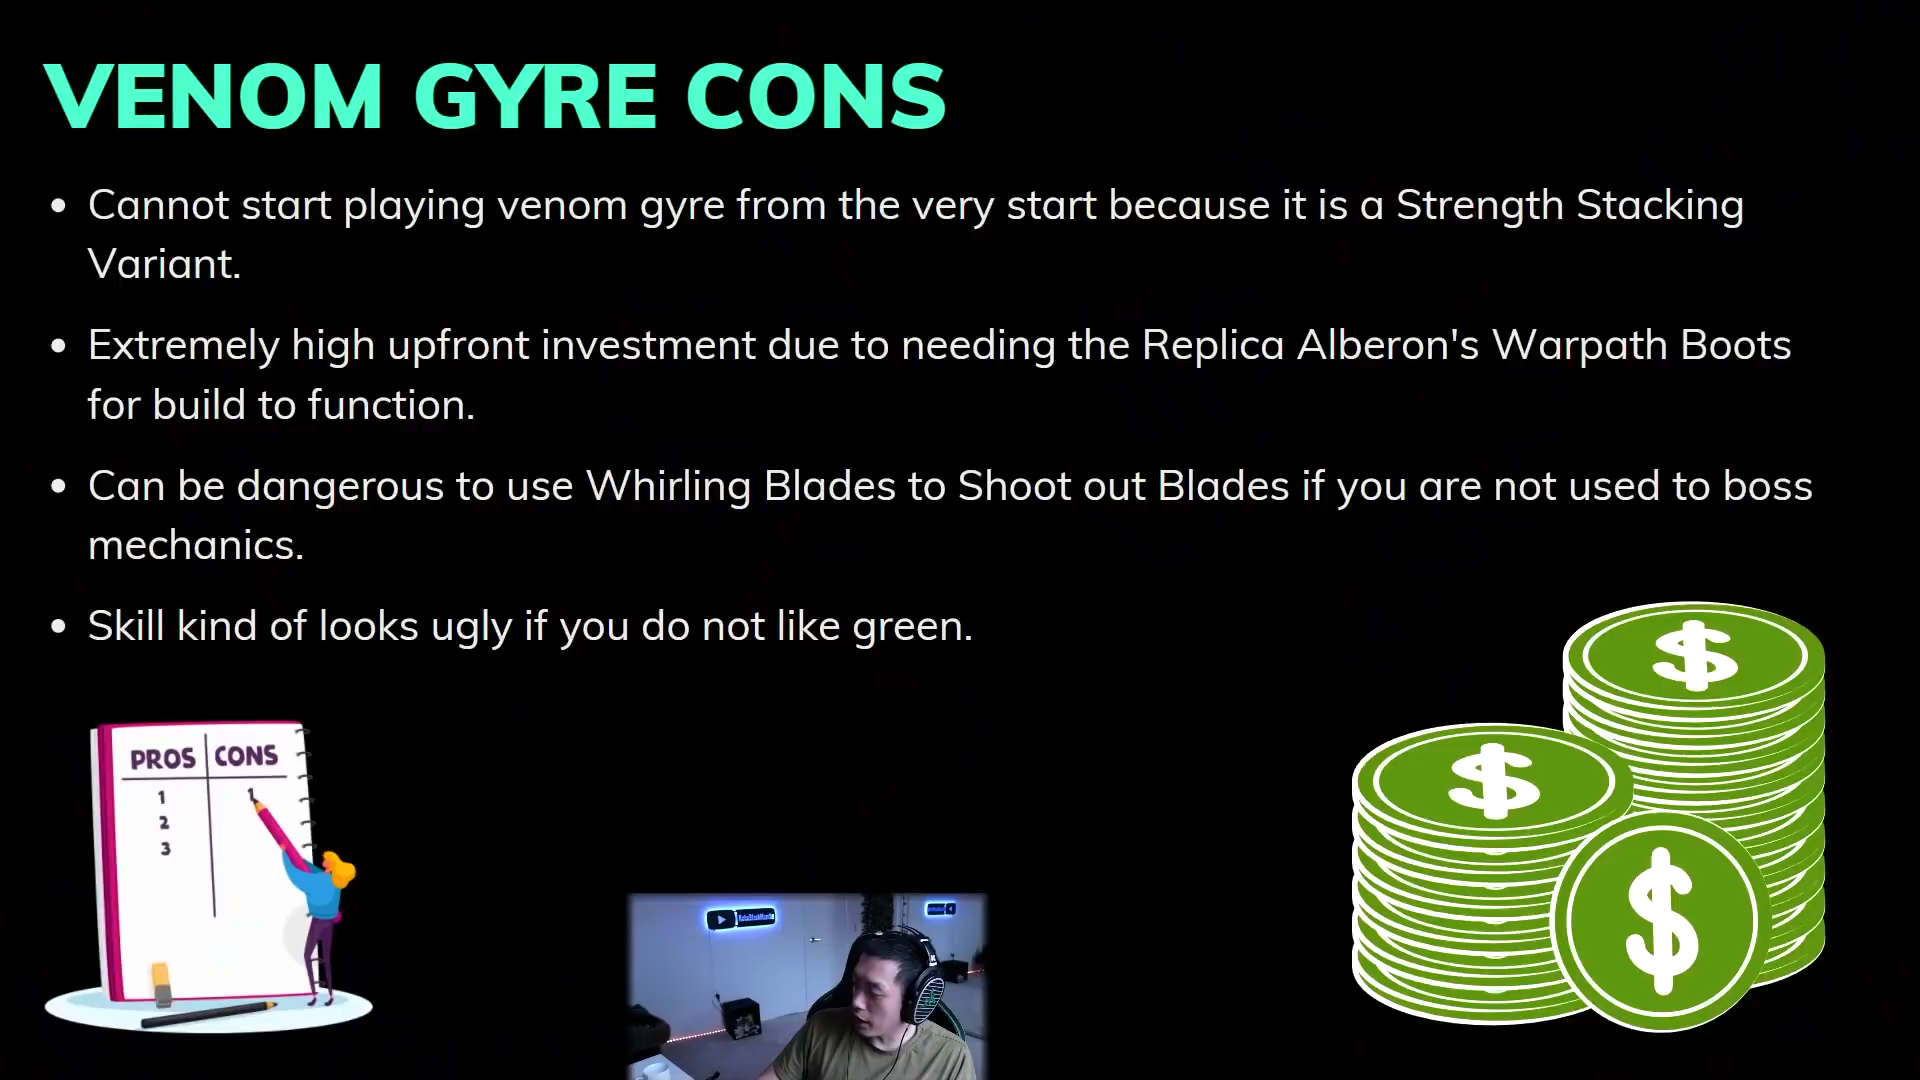 VENOM GYRE CONS
Cannot start playing venom gyre from the very start because it is a Strength Stacking
Variant.
Extremely high upfront investment due to needing the Replica Alberon's Warpath Boots
for build to function.
Can be dangerous to use Whirling Blades to Shoot out Blades if you are not used to boss
mechanics.
Skill kind of looks ugly if you do not like green.
PROS CONS
1 1
2
3
$
$
$